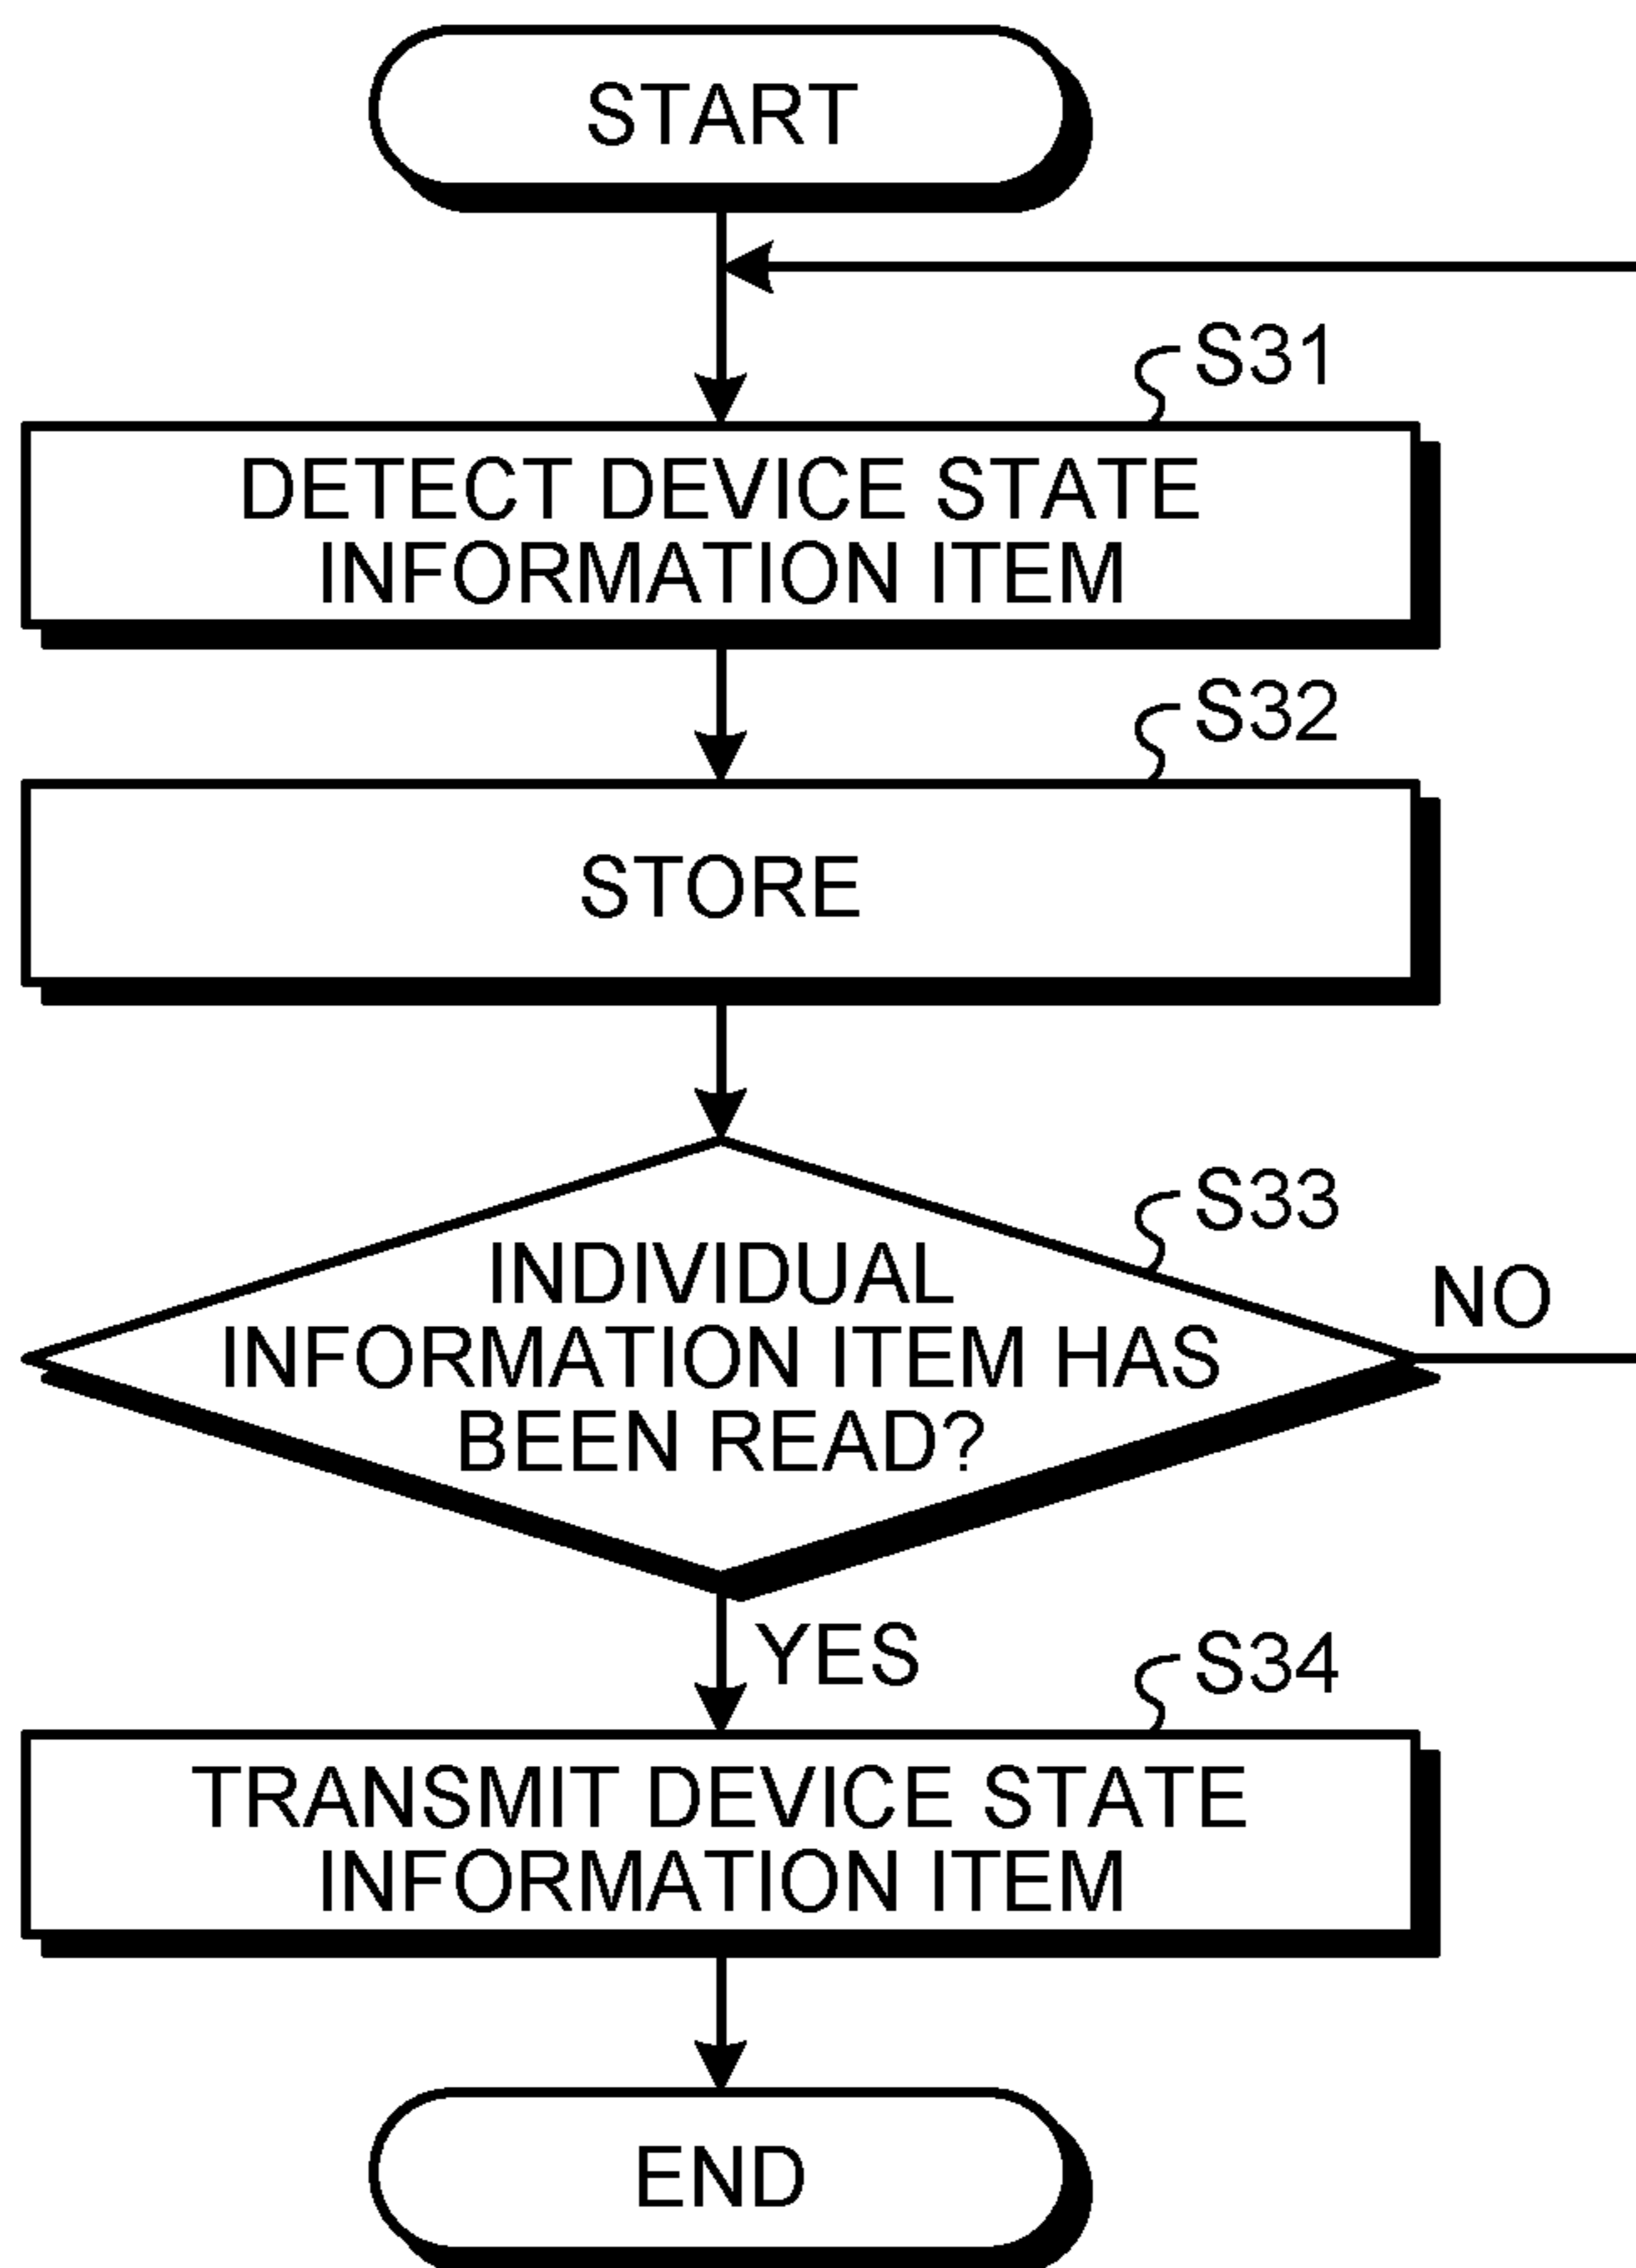 START
S31
DETECT DEVICE STATE
INFORMATION ITEM
S32
STORE
S33
INDIVIDUAL
INFORMATION ITEM HAS
BEEN READ?
NO
YES
S34
TRANSMIT DEVICE STATE
INFORMATION ITEM
END